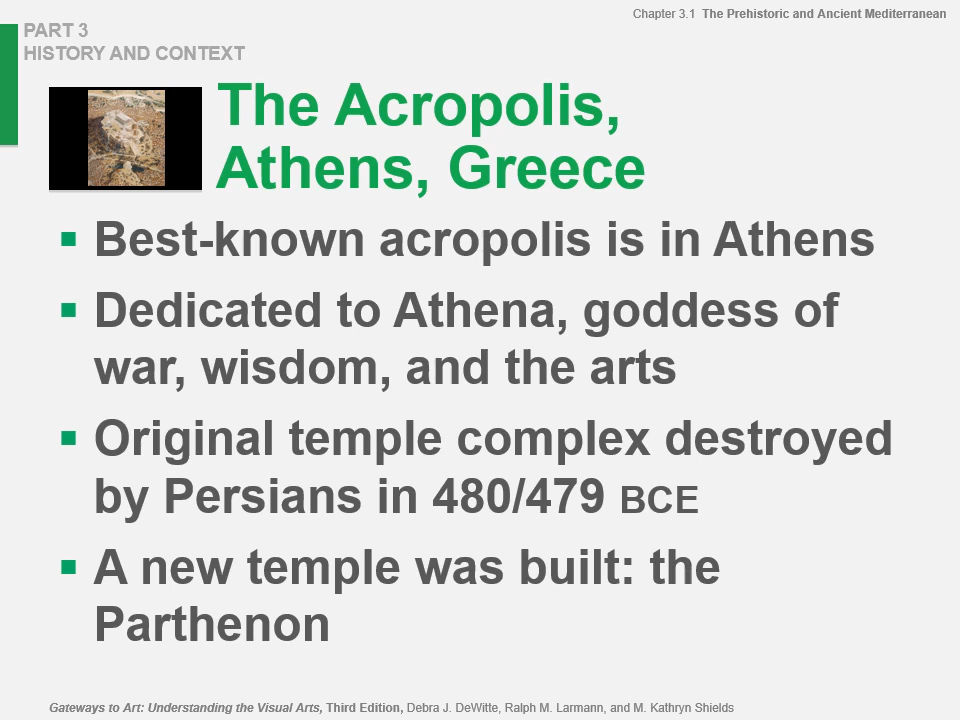 Chapter 3.1 The Prehistoric and Ancient Mediterranean
PART 3
HISTORY AND CONTEXT
The Acropolis,
Athens, Greece
▪ Best-known acropolis is in Athens
▪ Dedicated to Athena, goddess of
war, wisdom, and the arts
▪ Original temple complex destroyed
by Persians in 480/479 BCE
▪ A new temple was built: the
Parthenon
Gateways to Art: Understanding the Visual Arts, Third Edition, Debra J. DeWitte, Ralph M. Larmann, and M. Kathryn Shields